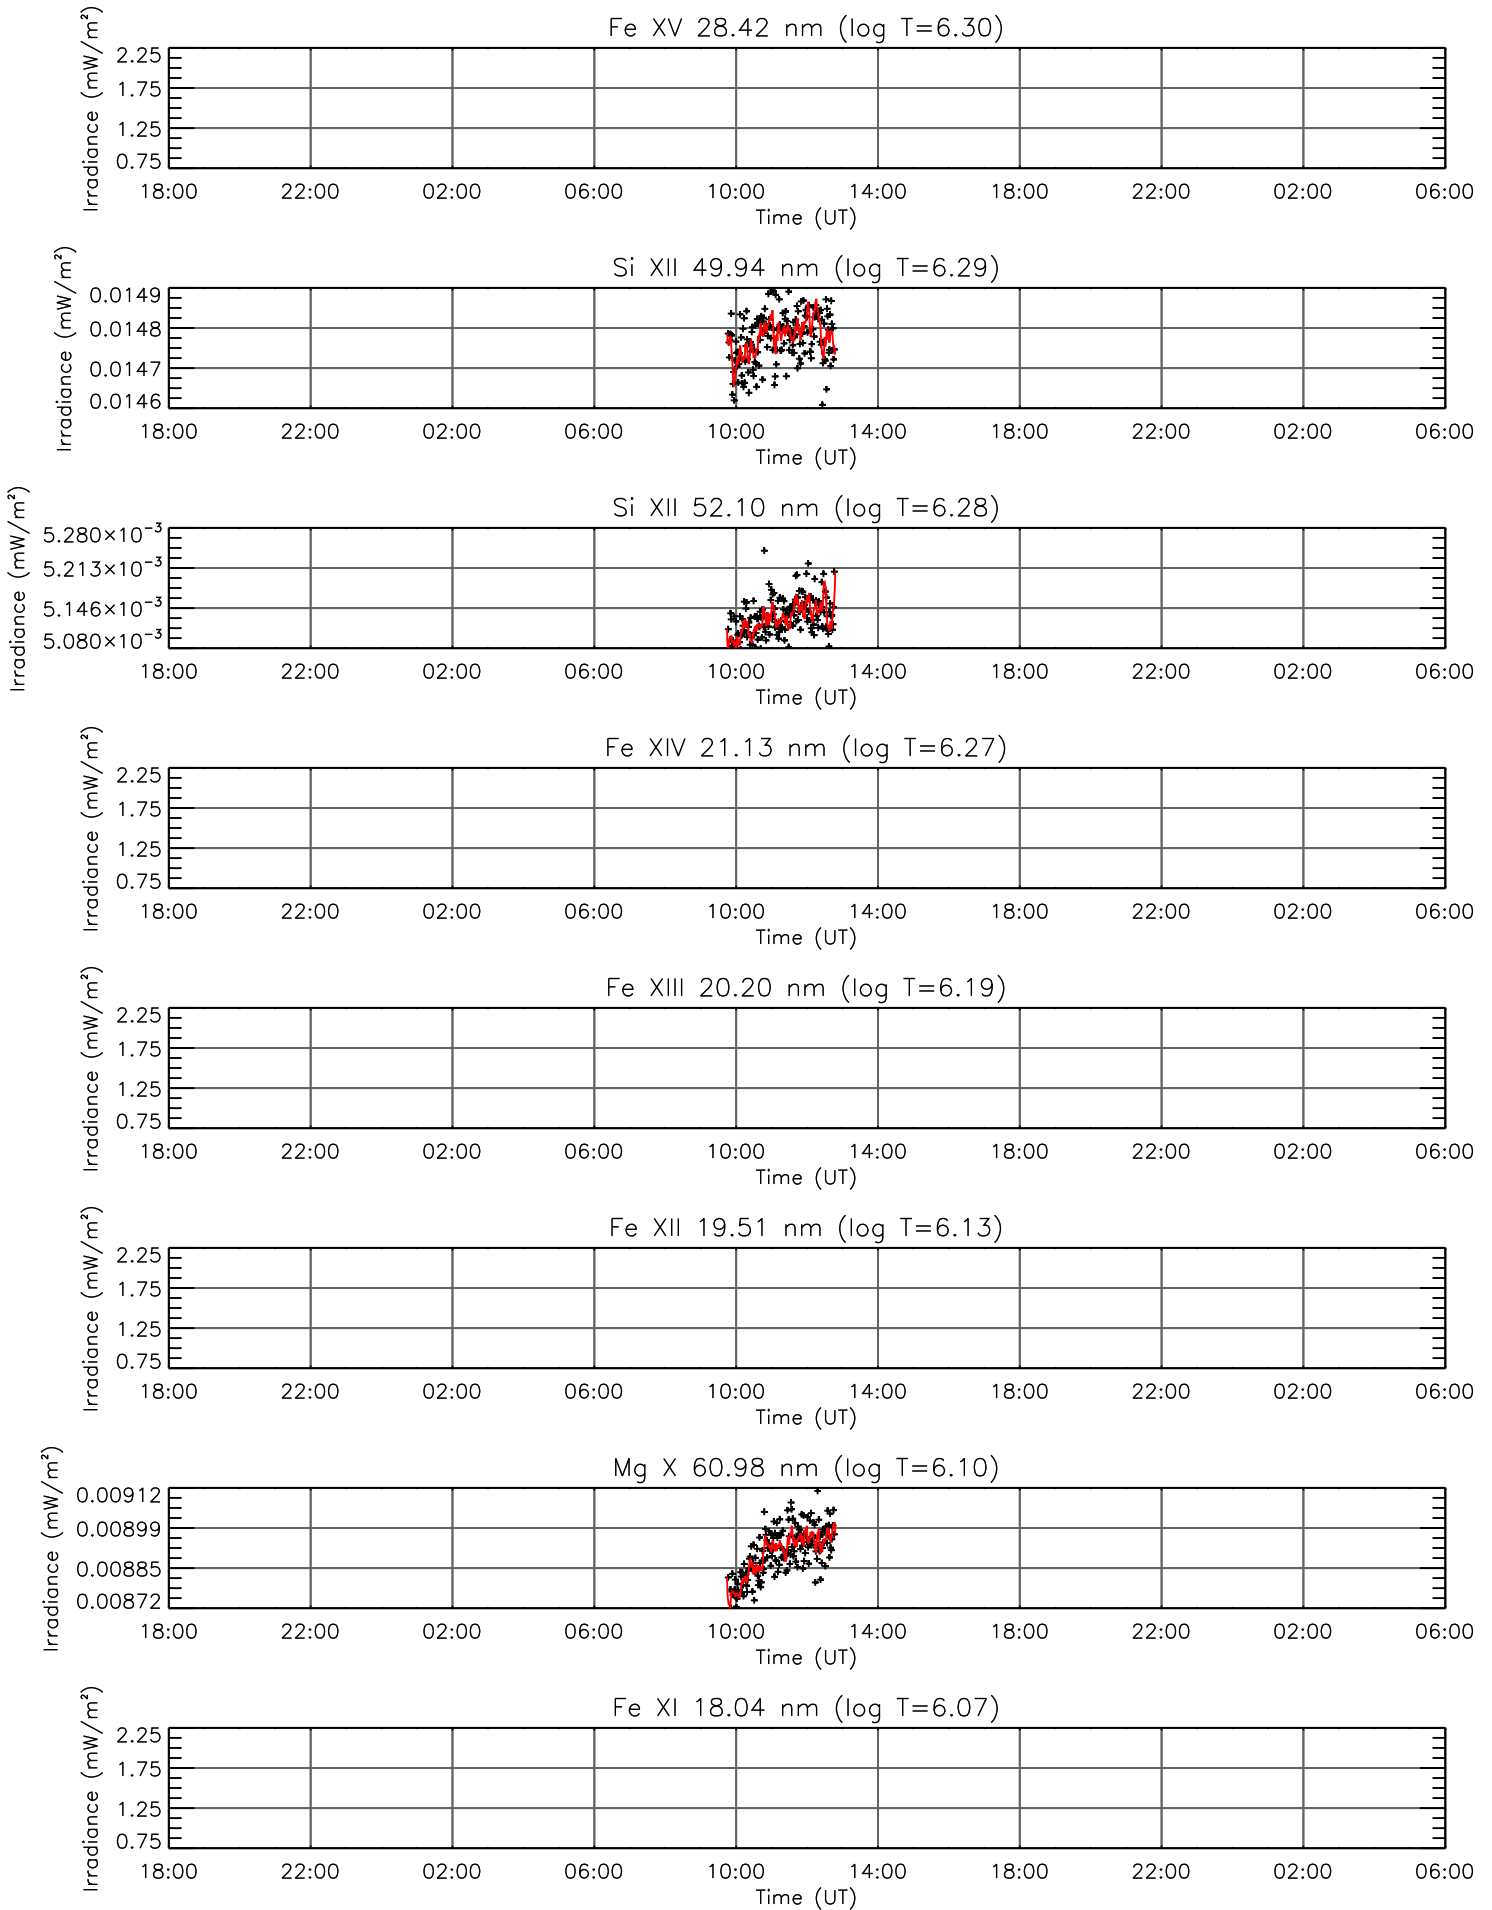 Fe XV 28.42 nm (log T=6.30)
Irradiance (mW/m²)
2.25
1.75
1.25
0.75
18:00 22:00 02:00 06:00 10:00 14:00 18:00 22:00 02:00 06:00
Time (UT)
Si XII 49.94 nm (log T=6.29)
Irradiance (mW/m²)
0.0149
0.0148
0.0147
0.0146
18:00 22:00 02:00 06:00 10:00 14:00 18:00 22:00 02:00 06:00
Time (UT)
Si XII 52.10 nm (log T=6.28)
Irradiance (mW/m²)
5.280×10⁻³
5.213×10⁻³
5.146×10⁻³
5.080×10⁻³
18:00 22:00 02:00 06:00 10:00 14:00 18:00 22:00 02:00 06:00
Time (UT)
Fe XIV 21.13 nm (log T=6.27)
Irradiance (mW/m²)
2.25
1.75
1.25
0.75
18:00 22:00 02:00 06:00 10:00 14:00 18:00 22:00 02:00 06:00
Time (UT)
Fe XIII 20.20 nm (log T=6.19)
Irradiance (mW/m²)
2.25
1.75
1.25
0.75
18:00 22:00 02:00 06:00 10:00 14:00 18:00 22:00 02:00 06:00
Time (UT)
Fe XII 19.51 nm (log T=6.13)
Irradiance (mW/m²)
2.25
1.75
1.25
0.75
18:00 22:00 02:00 06:00 10:00 14:00 18:00 22:00 02:00 06:00
Time (UT)
Mg X 60.98 nm (log T=6.10)
Irradiance (mW/m²)
0.00912
0.00899
0.00885
0.00872
18:00 22:00 02:00 06:00 10:00 14:00 18:00 22:00 02:00 06:00
Time (UT)
Fe XI 18.04 nm (log T=6.07)
Irradiance (mW/m²)
2.25
1.75
1.25
0.75
18:00 22:00 02:00 06:00 10:00 14:00 18:00 22:00 02:00 06:00
Time (UT)